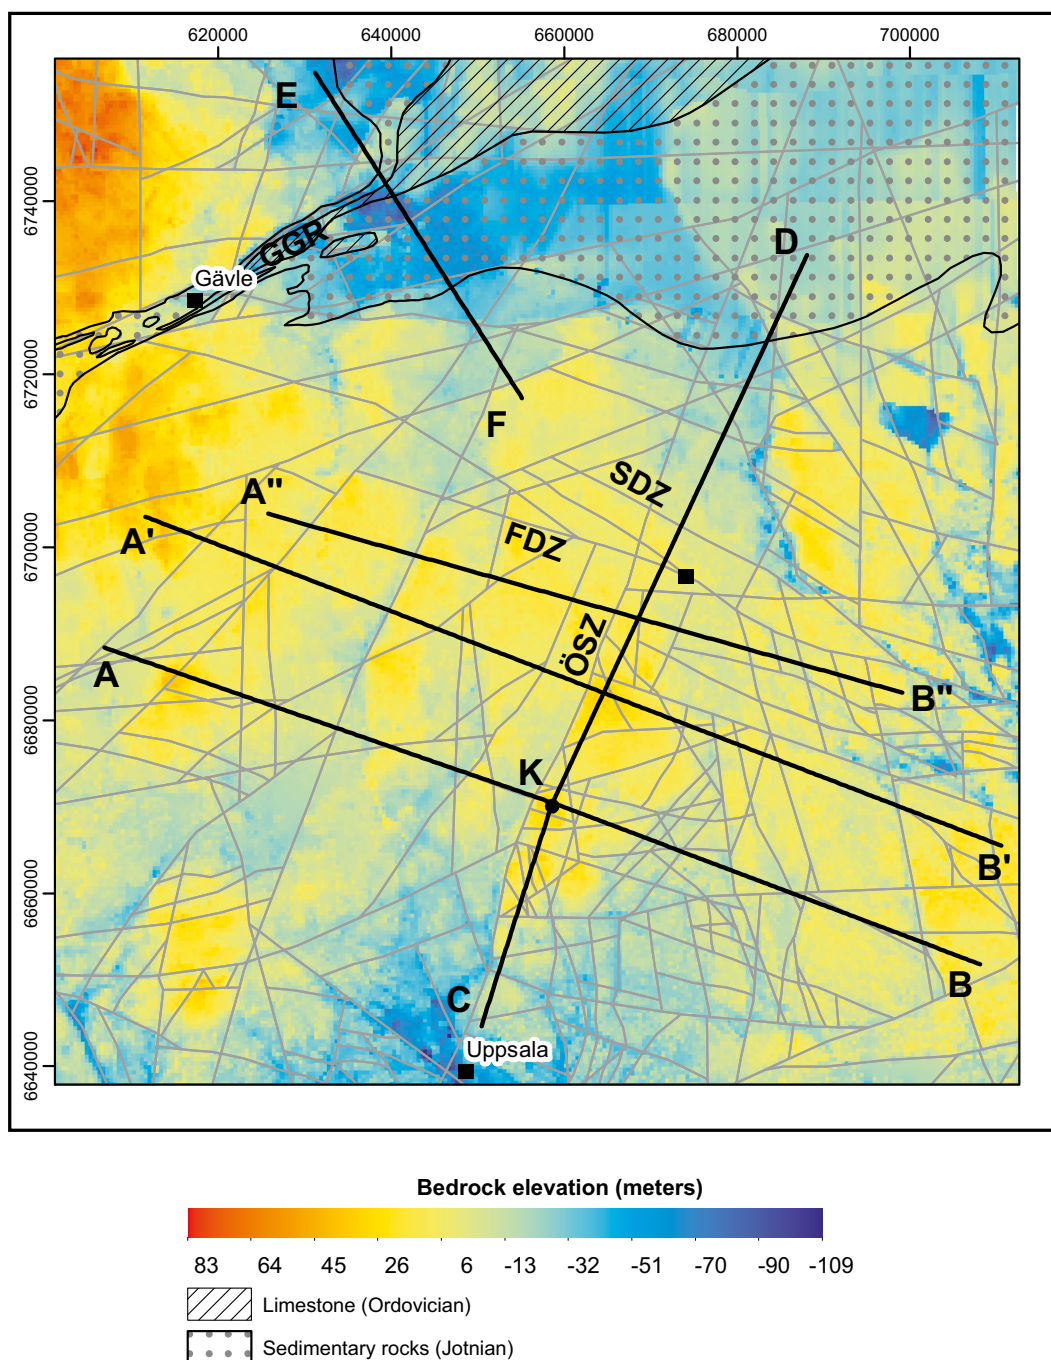 620000 640000 660000 680000 700000
6740000
6720000
6700000
6680000
6660000
6640000
E
D
GGR
Gävle
F
SDZ
A"
A'
FDZ
ÖSZ
A
B"
K
B'
C
B
Uppsala
Bedrock elevation (meters)
83 64 45 26 6 -13 -32 -51 -70 -90 -109
Limestone (Ordovician)
Sedimentary rocks (Jotnian)